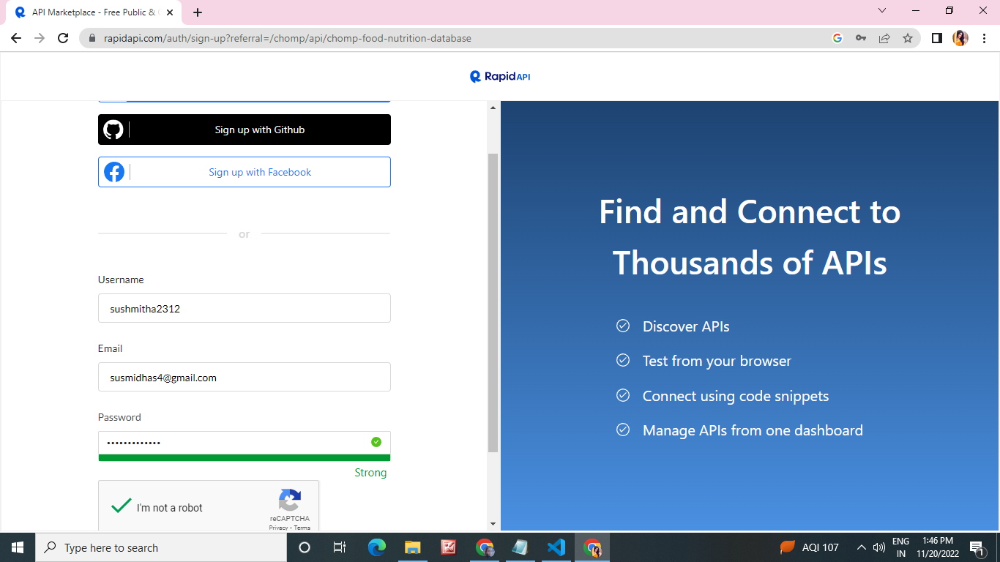 API Marketplace - Free Public &
rapidapi.com/auth/sign-up?referral=/chomp/api/chomp-food-nutrition-database
Rapid API
Sign up with Github
Sign up with Facebook
or
Username
sushmitha2312
Email
susmidhas4@gmail.com
Password
•••••••••••••
Strong
I'm not a robot
reCAPTCHA
Privacy - Terms
Find and Connect to
Thousands of APIs
Discover APIs
Test from your browser
Connect using code snippets
Manage APIs from one dashboard
Type here to search
AQI 107
ENG
IN
1:46 PM
11/20/2022
1